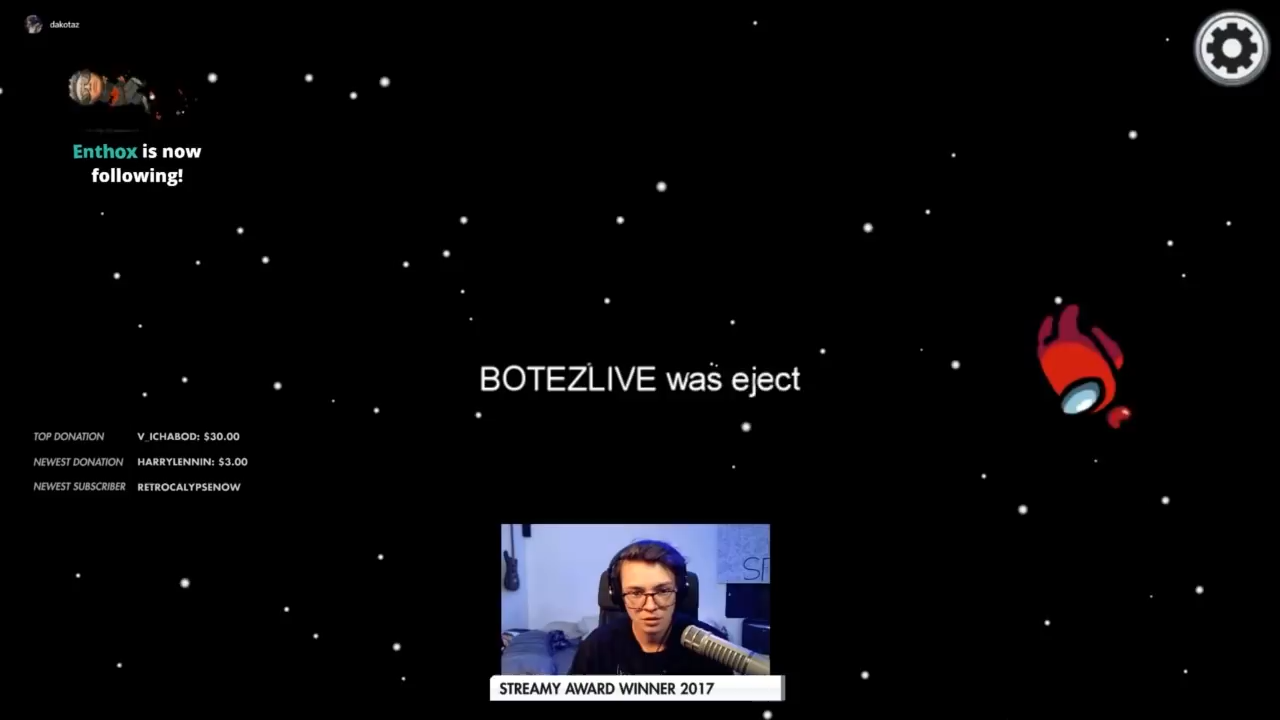 dakotaz
Enthox is now
following!
BOTEZLIVE was eject
TOP DONATION V_ICHABOD: $30.00
NEWEST DONATION HARRYLENNIN: $3.00
NEWEST SUBSCRIBER RETROCALYPSENOW
SF
STREAMY AWARD WINNER 2017